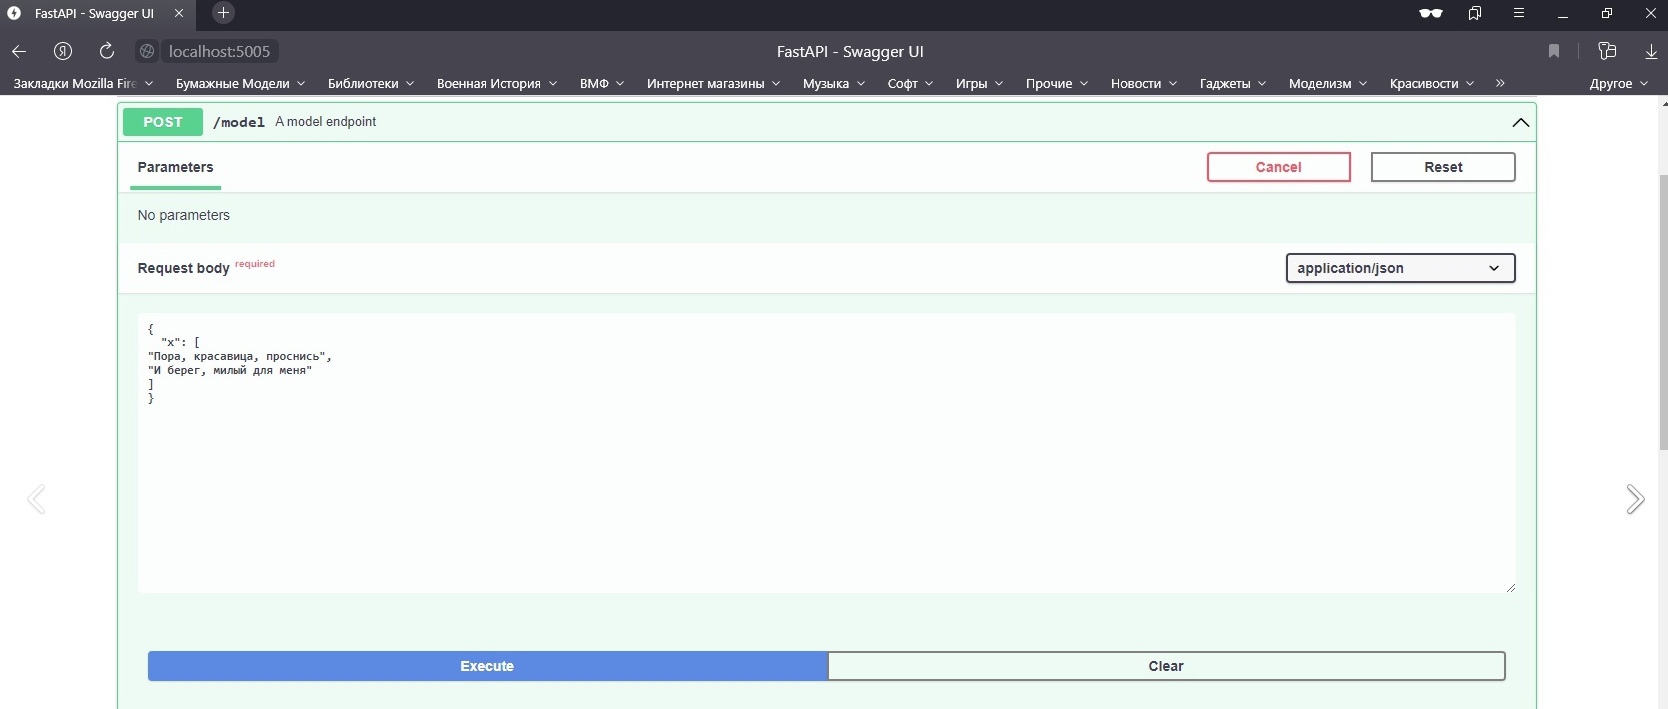 FastAPI - Swagger UI
localhost:5005 FastAPI - Swagger UI
Закладки Mozilla Fire Бумажные Модели Библиотеки Военная История ВМФ Интернет магазины Музыка Софт Игры Прочие Новости Гаджеты Моделизм Красивости » Другое
POST /model A model endpoint
Parameters Cancel Reset
No parameters
Request body required application/json
{
"x": [
"Пора, красавица, проснись",
"И берег, милый для меня"
]
}
Execute Clear